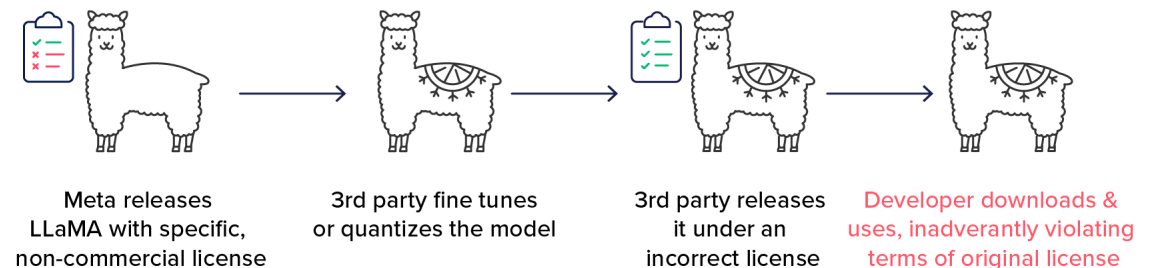 Meta releases
LLaMA with specific,
non-commercial license
3rd party fine tunes
or quantizes the model
3rd party releases
it under an
incorrect license
Developer downloads &
uses, inadverantly violating
terms of original license